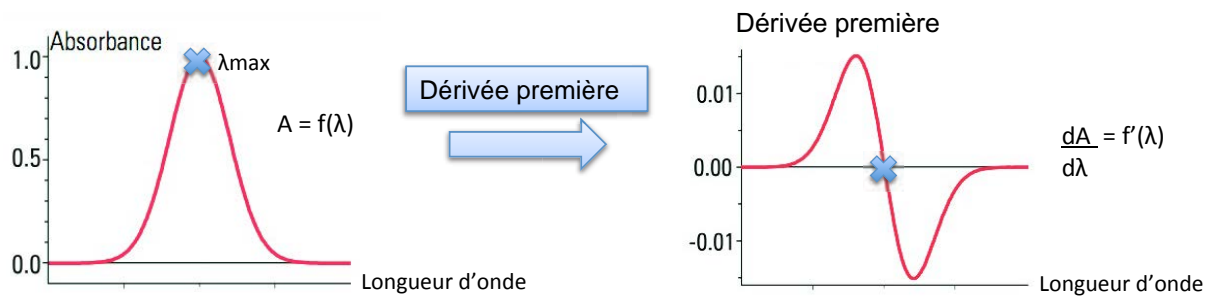 Absorbance
1.0
λmax
A = f(λ)
0.5
0.0
Longueur d'onde
Dérivée première
Dérivée première
0.01
0.00
-0.01
dA = f'(λ)
dλ
Longueur d'onde